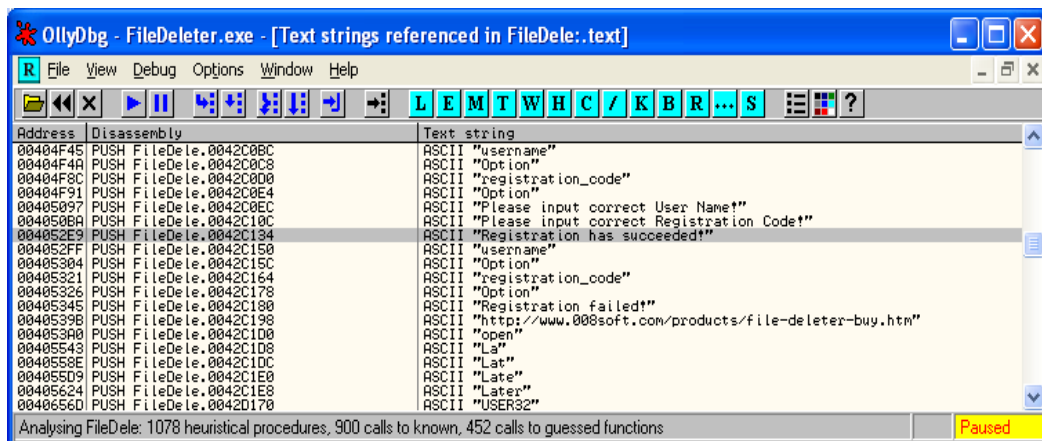 OllyDbg - FileDeleter.exe - [Text strings referenced in FileDele:.text]
R File View Debug Options Window Help
L E M T W H C / K B R ... S ?
Address Disassembly Text string
00404F45 PUSH FileDele.0042C0BC ASCII "username"
00404F4A PUSH FileDele.0042C0C8 ASCII "Option"
00404F8C PUSH FileDele.0042C0D0 ASCII "registration_code"
00404F91 PUSH FileDele.0042C0E4 ASCII "Option"
00405097 PUSH FileDele.0042C0EC ASCII "Please input correct User Name!"
004050BA PUSH FileDele.0042C10C ASCII "Please input correct Registration Code!"
004052E9 PUSH FileDele.0042C134 ASCII "Registration has succeeded!"
004052FF PUSH FileDele.0042C150 ASCII "username"
00405304 PUSH FileDele.0042C15C ASCII "Option"
00405321 PUSH FileDele.0042C164 ASCII "registration_code"
00405326 PUSH FileDele.0042C178 ASCII "Option"
00405345 PUSH FileDele.0042C180 ASCII "Registration failed!"
0040539B PUSH FileDele.0042C198 ASCII "http://www.008soft.com/products/file-deleter-buy.htm"
004053A0 PUSH FileDele.0042C1D0 ASCII "open"
00405543 PUSH FileDele.0042C1D8 ASCII "La"
0040558E PUSH FileDele.0042C1DC ASCII "Lat"
004055D9 PUSH FileDele.0042C1E0 ASCII "Late"
00405624 PUSH FileDele.0042C1E8 ASCII "Later"
0040656D PUSH FileDele.0042D170 ASCII "USER32"
Analysing FileDele: 1078 heuristical procedures, 900 calls to known, 452 calls to guessed functions Paused